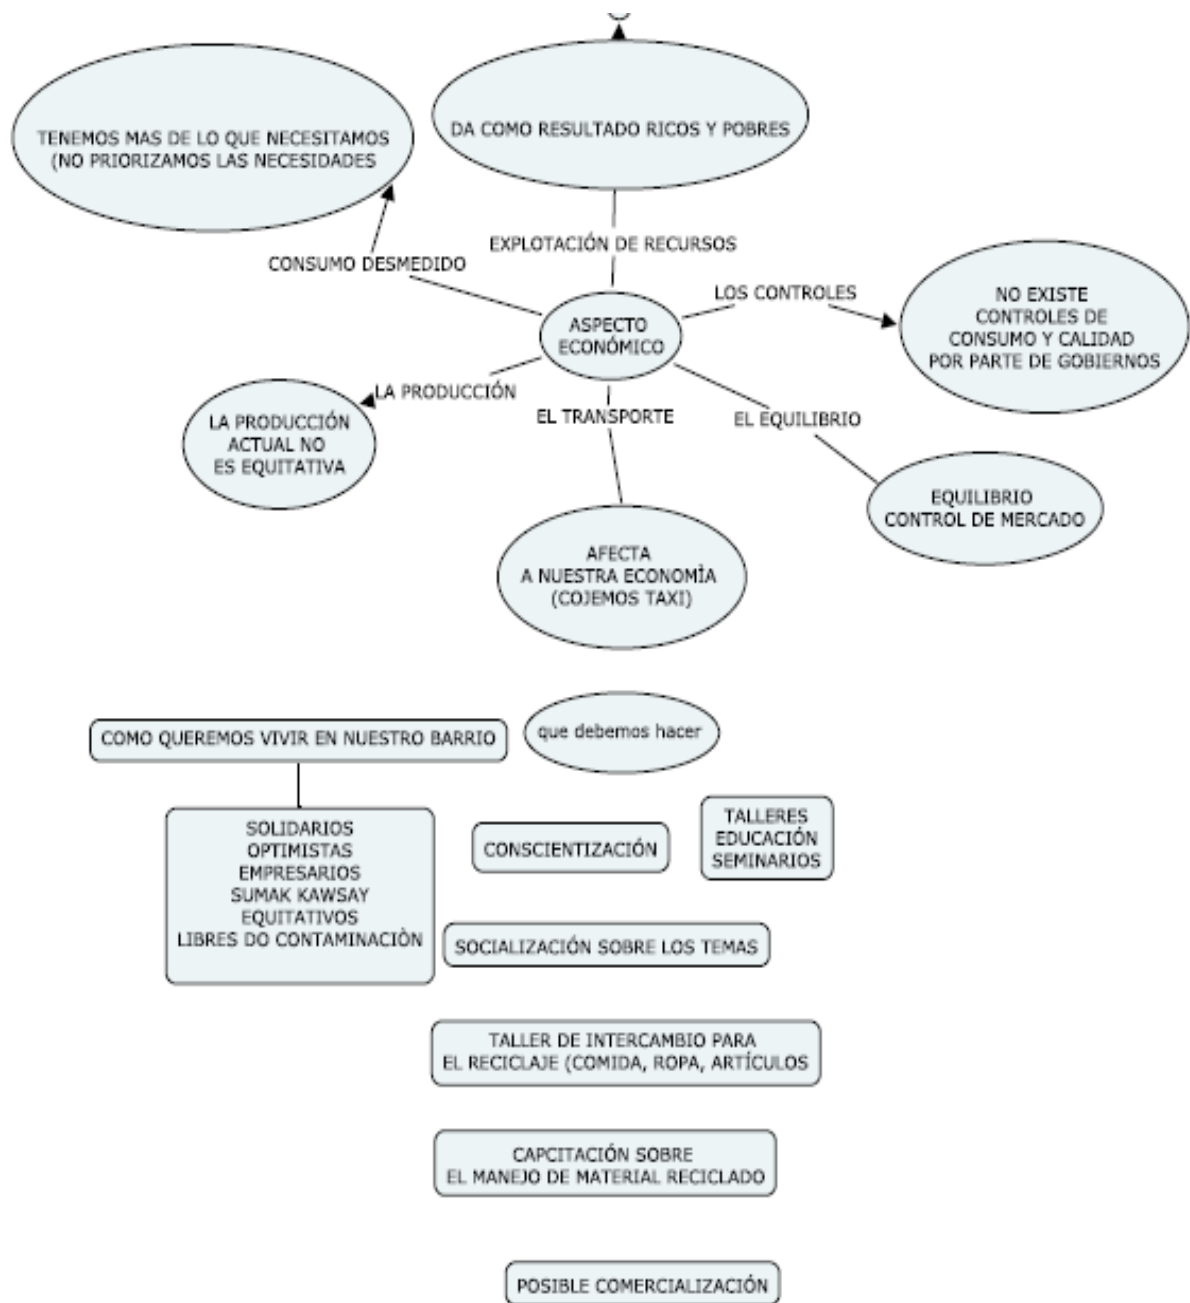 TENEMOS MAS DE LO QUE NECESITAMOS
(NO PRIORIZAMOS LAS NECESIDADES
DA COMO RESULTADO RICOS Y POBRES
EXPLOTACIÓN DE RECURSOS
CONSUMO DESMEDIDO
LOS CONTROLES
NO EXISTE
CONTROLES DE
CONSUMO Y CALIDAD
POR PARTE DE GOBIERNOS
ASPECTO
ECONÓMICO
LA PRODUCCIÓN
LA PRODUCCIÓN
ACTUAL NO
ES EQUITATIVA
EL TRANSPORTE
EL EQUILIBRIO
EQUILIBRIO
CONTROL DE MERCADO
AFECTA
A NUESTRA ECONOMÌA
(COJEMOS TAXI)
COMO QUEREMOS VIVIR EN NUESTRO BARRIO
que debemos hacer
SOLIDARIOS
OPTIMISTAS
EMPRESARIOS
SUMAK KAWSAY
EQUITATIVOS
LIBRES DO CONTAMINACIÒN
CONSCIENTIZACIÓN
TALLERES
EDUCACIÓN
SEMINARIOS
SOCIALIZACIÓN SOBRE LOS TEMAS
TALLER DE INTERCAMBIO PARA
EL RECICLAJE (COMIDA, ROPA, ARTÍCULOS
CAPCITACIÓN SOBRE
EL MANEJO DE MATERIAL RECICLADO
POSIBLE COMERCIALIZACIÓN